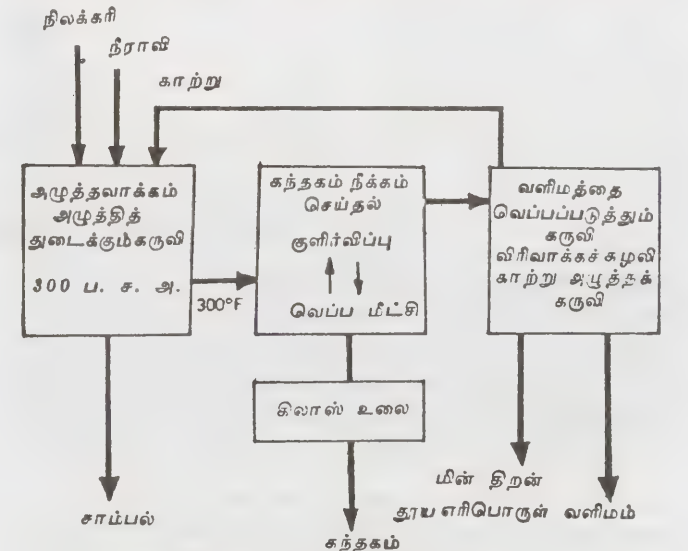 நிலக்கரி
நீராவி
காற்று
அழுத்தவாக்கம்
அழுத்தித்
துடைக்கும்கருவி
300 ப. ச. அ.
300°F
கந்தகம் நீக்கம்
செய்தல்
குளிர்விப்பு
வெப்ப மீட்சி
வளிமத்தை
வெப்பப்படுத்தும்
கருவி
விரிவாக்கச் சுழலி
காற்று அழுத்தக்
கருவி
கிலாஸ் உலை
சாம்பல்
கந்தகம்
மின் திறன்
தூய எரிபொருள் வளிமம்